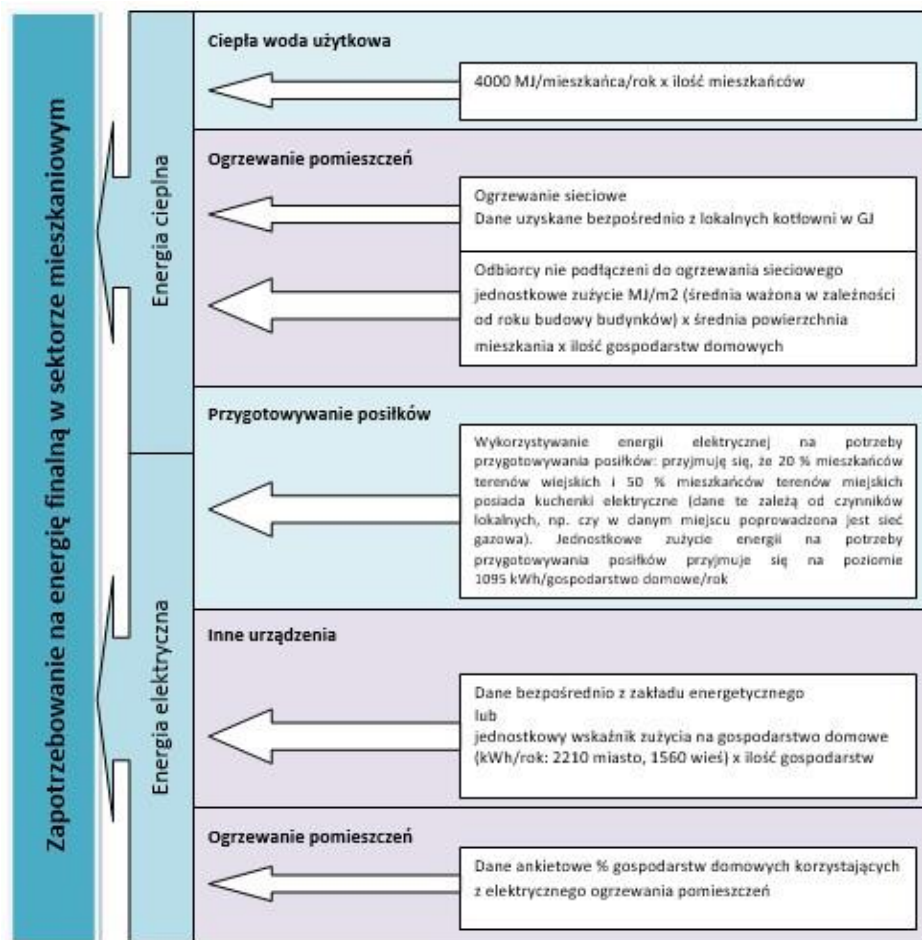 Zapotrzebowanie na energię finalną w sektorze mieszkaniowym
Energia cieplna
Ciepła woda użytkowa
4000 MJ/mieszkańca/rok x ilość mieszkańców
Ogrzewanie pomieszczeń
Ogrzewanie sieciowe
Dane uzyskane bezpośrednio z lokalnych kotłowni w GJ
Odbiorcy nie podłączeni do ogrzewania sieciowego
jednostkowe zużycie MJ/m2 (średnia ważona w zależności
od roku budowy budynków) x średnia powierzchnia
mieszkania x ilość gospodarstw domowych
Przygotowywanie posiłków
Wykorzystywanie energii elektrycznej na potrzeby
przygotowywania posiłków: przyjmuję się, że 20 % mieszkańców
terenów wiejskich i 50 % mieszkańców terenów miejskich
posiada kuchenki elektryczne (dane te zależą od czynników
lokalnych, np. czy w danym miejscu poprowadzona jest sieć
gazowa). Jednostkowe zużycie energii na potrzeby
przygotowywania posiłków przyjmuje się na poziomie
1095 kWh/gospodarstwo domowe/rok
Energia elektryczna
Inne urządzenia
Dane bezpośrednio z zakładu energetycznego
lub
jednostkowy wskaźnik zużycia na gospodarstwo domowe
(kWh/rok: 2210 miasto, 1560 wieś) x ilość gospodarstw
Ogrzewanie pomieszczeń
Dane ankietowe % gospodarstw domowych korzystających
z elektrycznego ogrzewania pomieszczeń